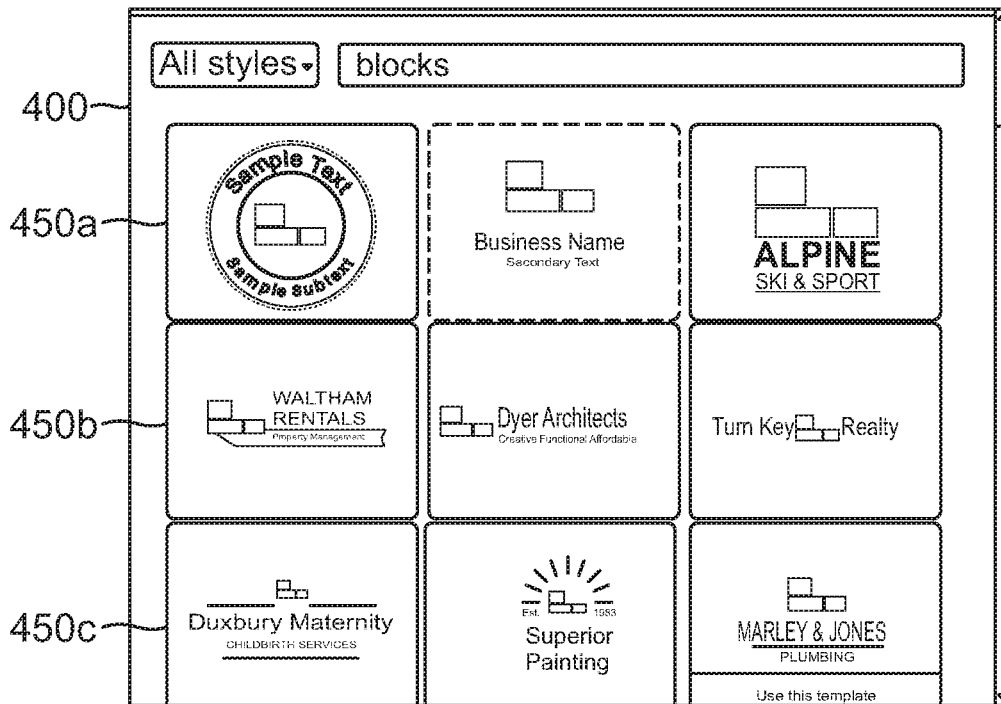 All styles
blocks
400
450a
Sample Text
Sample subtext
Business Name
Secondary Text
ALPINE
SKI & SPORT
450b
WALTHAM
RENTALS
Property Management
Dyer Architects
Creative Functional Affordable
Turn Key Realty
450c
Duxbury Maternity
CHILDBIRTH SERVICES
Est. 1953
Superior
Painting
MARLEY & JONES
PLUMBING
Use this template